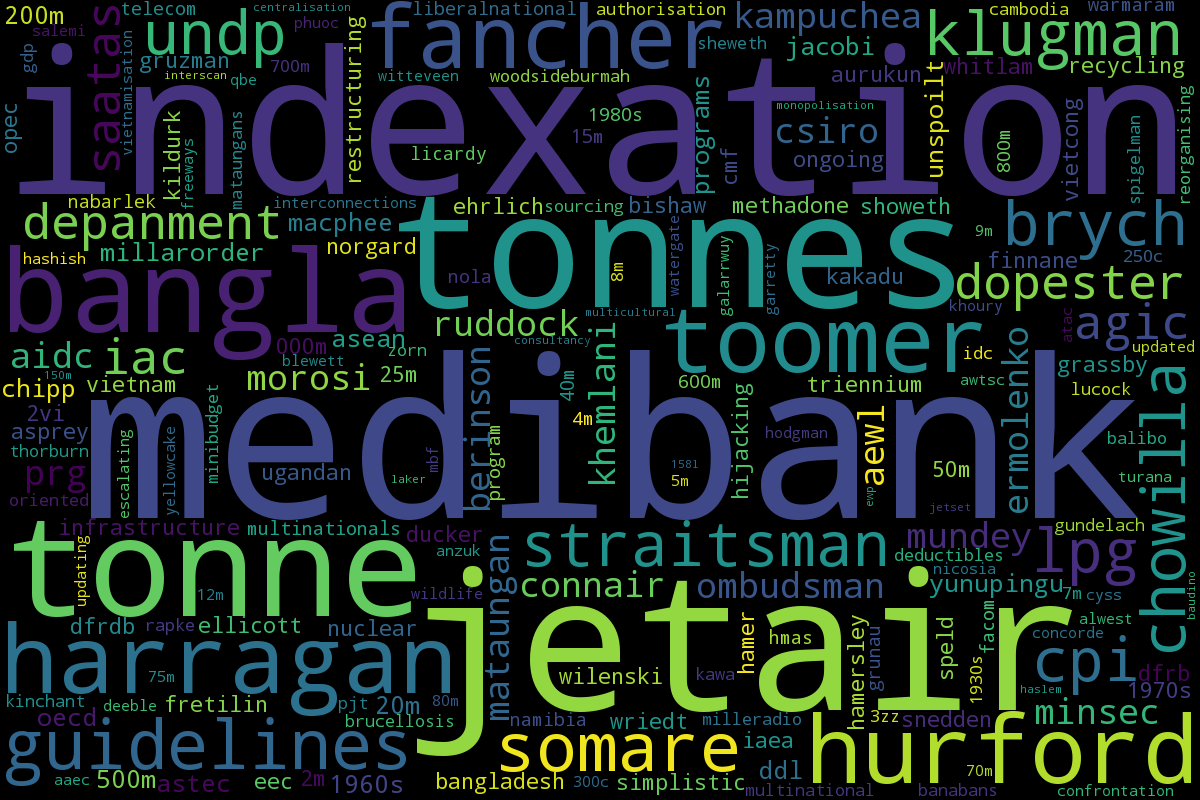 200m
telecom
centralisation
liberalnational
authorisation
cambodia
warmaram
salemi
undp
phuoc
fancher
kampuchea
klugman
gdp
saatas
vietnamisation
gruzman
interscan
qbe
700m
restructuring
witteveen
sheweth
woodsideburmah
jacobi
aurukun
whitlam
recycling
opec
indexation
1980s
15m
licardy
programs
cmf
monopolisation
csiro
ongoing
unspoilt
800m
vietcong
spigelman
reorganising
kildurk
freeways
mataungans
nabarlek
interconnections
ehrlich
sourcing
bishaw
methadone
showeth
depanment
macphee
tonnes
9m
brych
hashish
millarorder
norgard
nola
8m
watergate
galarrwuy
garretty
kakadu
finnane
250c
bangla
dopester
multicultural
khoury
000m
asean
ruddock
consultancy
toomer
atac
agic
updated
aidc
iac
blewett
zorn
idc
150m
morosi
25m
chipp
vietnam
berinson
40m
khemlani
600m
triennium
awtsc
ermolenko
grassby
lucock
chowilla
2vi
minibudget
medibank
4m
hijacking
hodgman
aewl
asprey
thorburn
escalating
yellowcake
balibo
prg
ugandan
mbf
program
1581
5m
50m
turana
oriented
laker
ewp
jetset
infrastructure
multinationals
ducker
straitsman
mundey
gundelach
tonne
updating
anzuk
mataungan
deductibles
lpg
connair
ombudsman
nicosia
yunupingu
7m
cyss
baudino
12m
wildlife
jetair
alwest
dfrdb
rapke
ellicott
nuclear
hamer
hmas
hamersley
grunau
speld
facom
concorde
harragan
75m
wilenski
kawa
1930s
haslem
cpi
dfrb
1970s
kinchant
deeble
fretilin
pjt
20m
80m
oecd
brucellosis
namibia
wriedt
milleradio
3zz
snedden
minsec
guidelines
somare
iaea
hurford
aaec
500m
astec
eec
2m
1960s
bangladesh
300c
simplistic
ddl
multinational
70m
banabans
confrontation